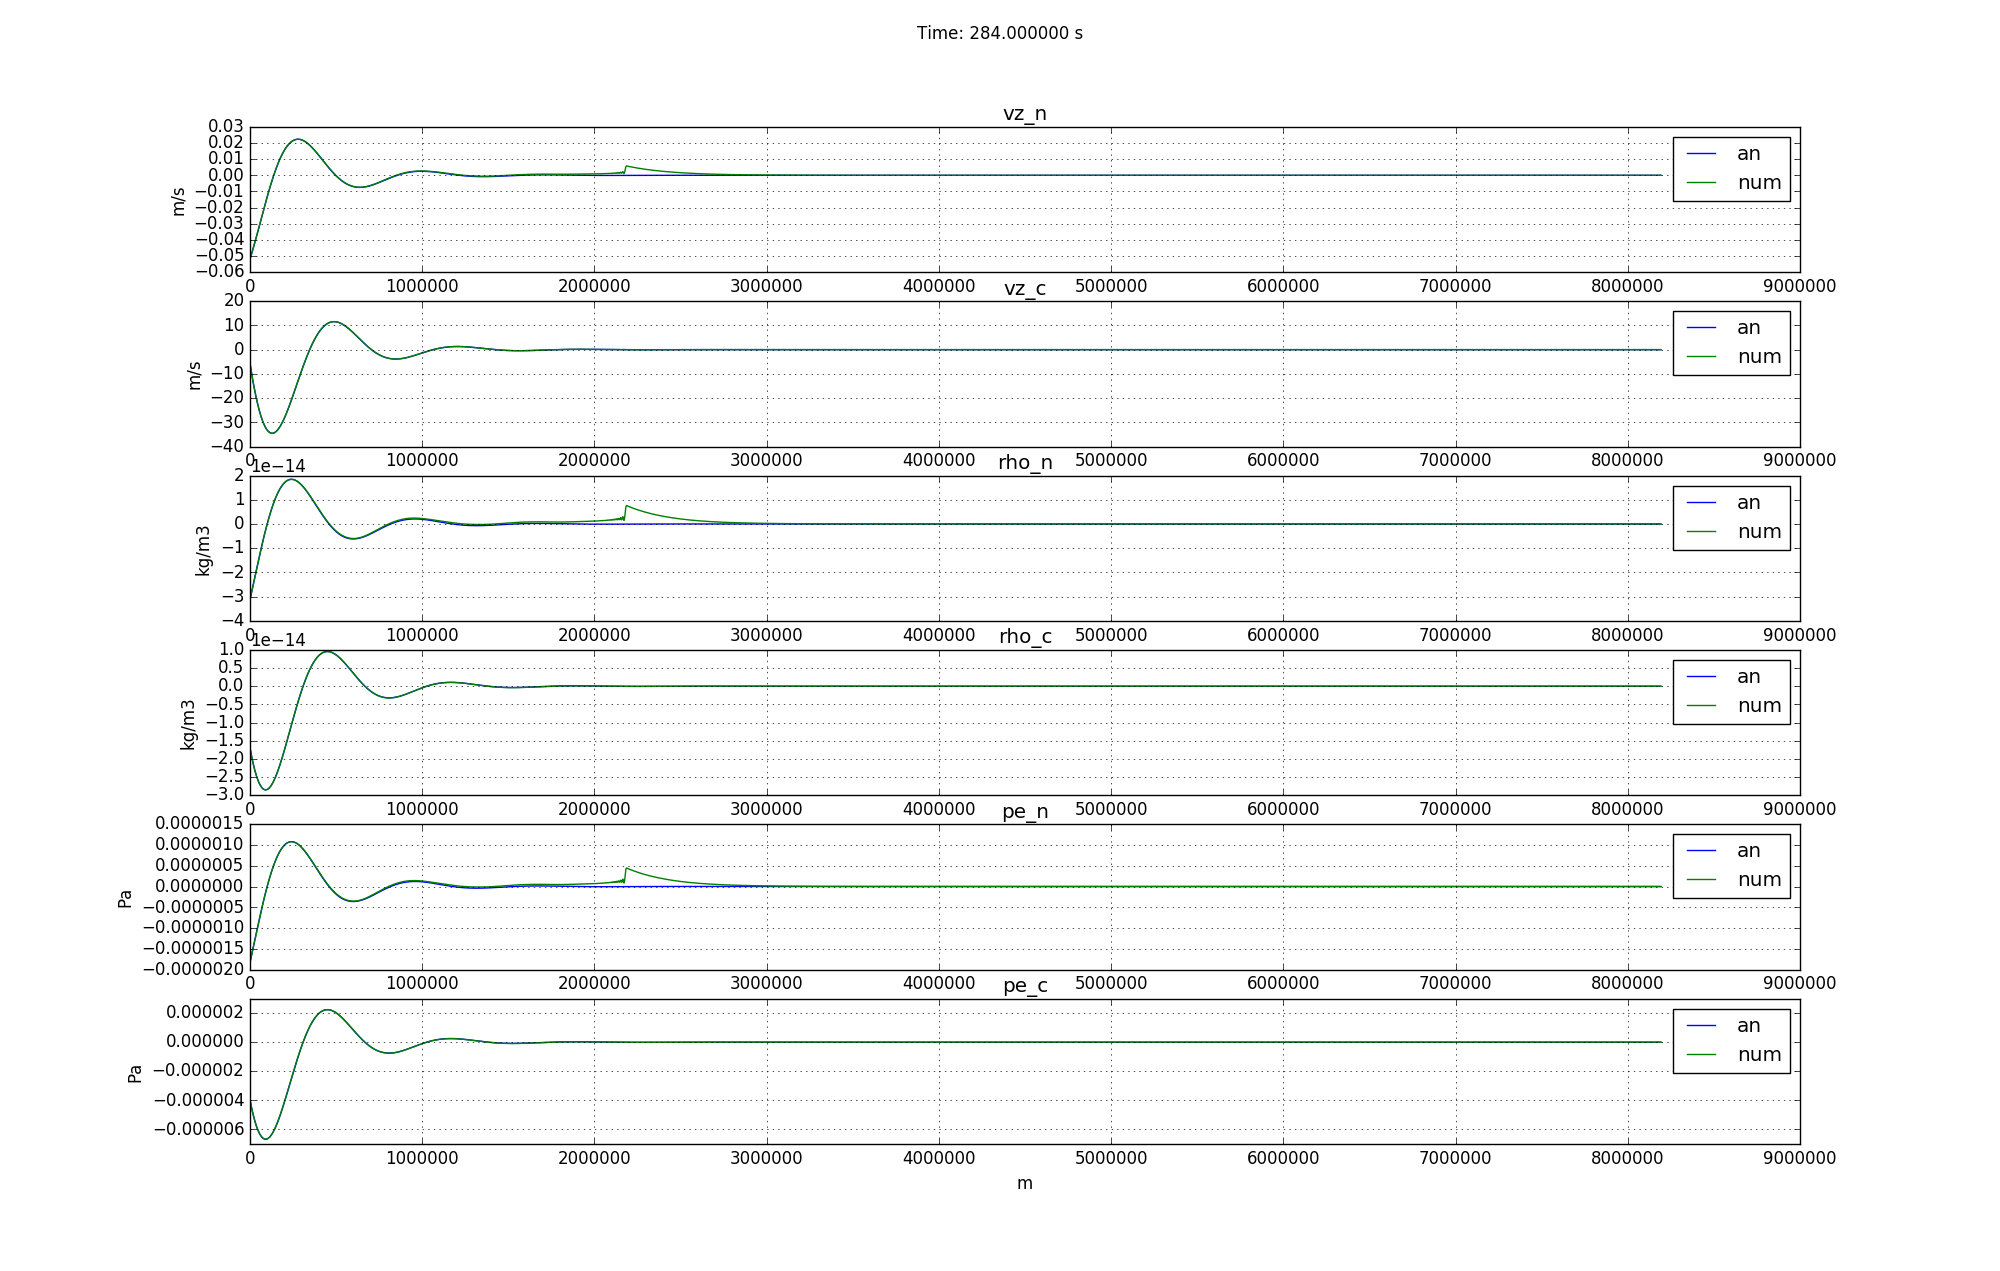 Time: 284.000000 s
vz_n
0.03
0.02
0.01
0.00
−0.01
−0.02
−0.03
−0.04
−0.05
−0.06
m/s
an
num
0 1000000 2000000 3000000 4000000 5000000 6000000 7000000 8000000 9000000
vz_c
20
10
0
−10
−20
−30
−40
m/s
an
num
0 1000000 2000000 3000000 4000000 5000000 6000000 7000000 8000000 9000000
1e−14
rho_n
2
1
0
−1
−2
−3
−4
kg/m3
an
num
0 1000000 2000000 3000000 4000000 5000000 6000000 7000000 8000000 9000000
1e−14
rho_c
1.0
0.5
0.0
−0.5
−1.0
−1.5
−2.0
−2.5
−3.0
kg/m3
an
num
0 1000000 2000000 3000000 4000000 5000000 6000000 7000000 8000000 9000000
pe_n
0.0000015
0.0000010
0.0000005
0.0000000
−0.0000005
−0.0000010
−0.0000015
−0.0000020
Pa
an
num
0 1000000 2000000 3000000 4000000 5000000 6000000 7000000 8000000 9000000
pe_c
0.000002
0.000000
−0.000002
−0.000004
−0.000006
Pa
an
num
0 1000000 2000000 3000000 4000000 5000000 6000000 7000000 8000000 9000000
m